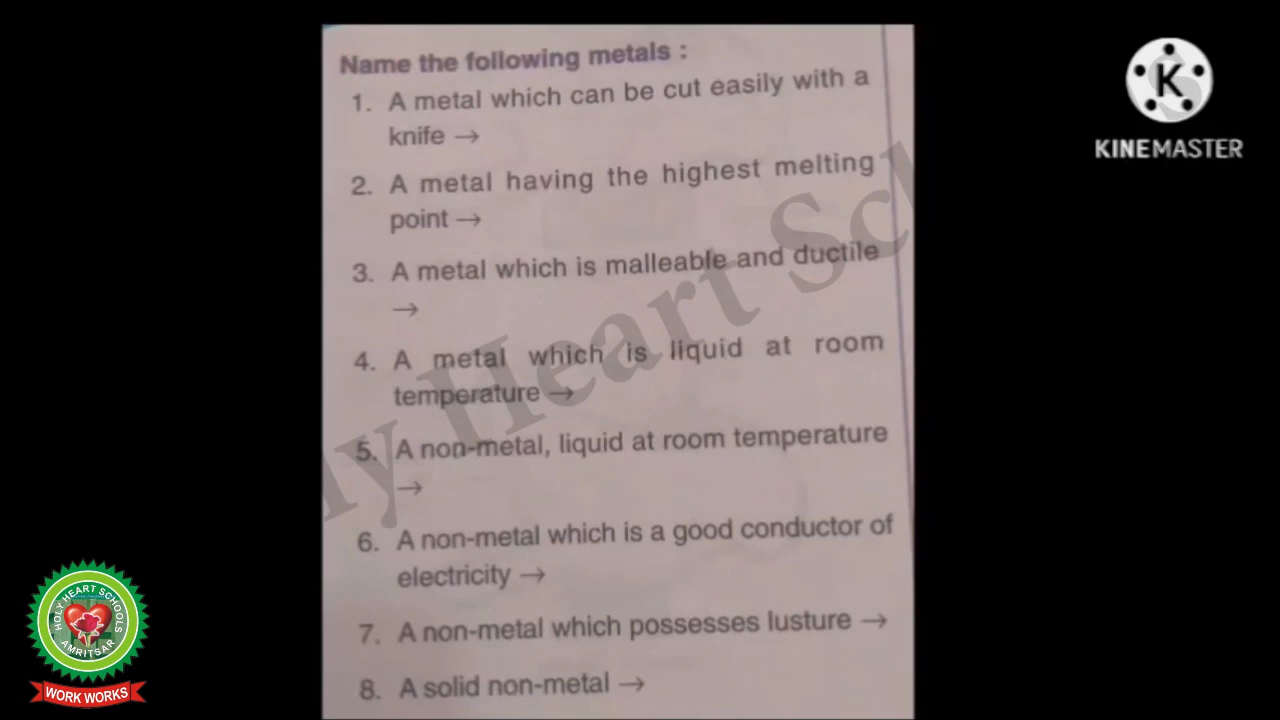 Name the following metals :
1. A metal which can be cut easily with a
knife →
2. A metal having the highest melting
point →
3. A metal which is malleable and ductile
→
4. A metal which is liquid at room
temperature →
5. A non-metal, liquid at room temperature
→
6. A non-metal which is a good conductor of
electricity →
7. A non-metal which possesses lusture →
8. A solid non-metal →
ly Heart Sch
K
KINEMASTER
HOLY HEART SCHOOLS
AMRITSAR
WORK WORKS